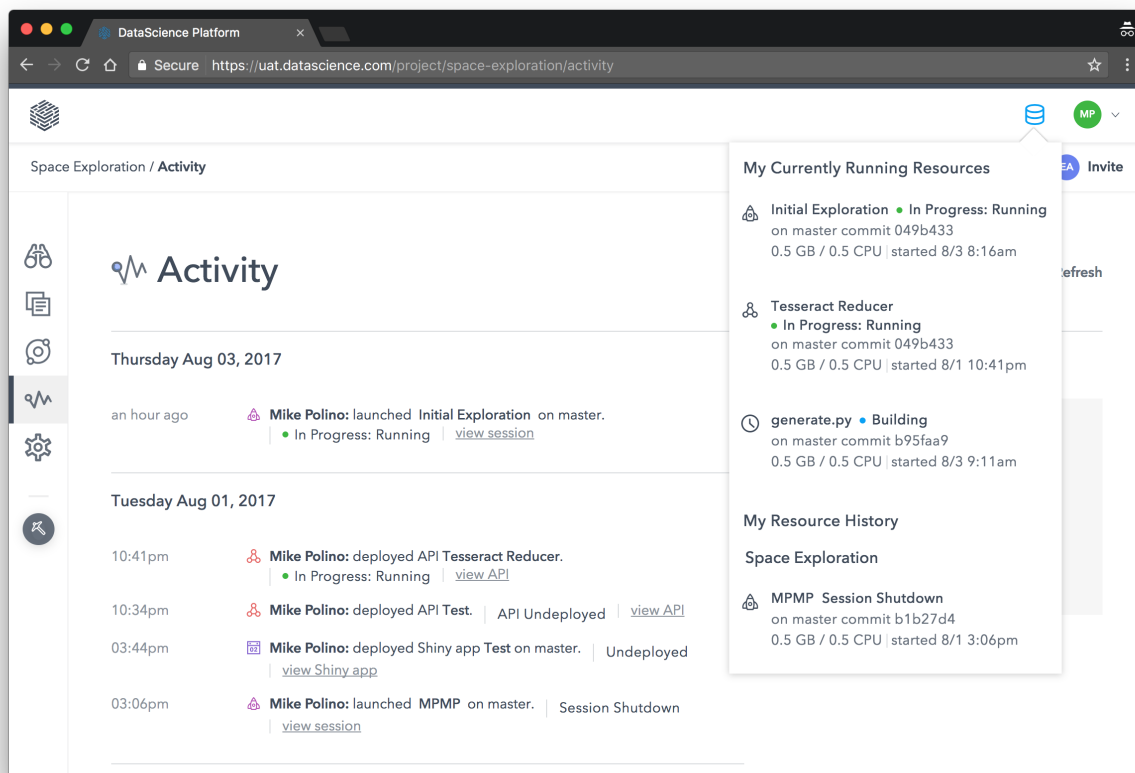 DataScience Platform
Secure https://uat.datascience.com/project/space-exploration/activity
MP
Space Exploration / Activity
EA Invite
My Currently Running Resources
Initial Exploration In Progress: Running
on master commit 049b433
0.5 GB / 0.5 CPU started 8/3 8:16am
Tesseract Reducer
In Progress: Running
on master commit 049b433
0.5 GB / 0.5 CPU started 8/1 10:41pm
generate.py Building
on master commit b95faa9
0.5 GB / 0.5 CPU started 8/3 9:11am
My Resource History
Space Exploration
MPMP Session Shutdown
on master commit b1b27d4
0.5 GB / 0.5 CPU started 8/1 3:06pm
Activity
Thursday Aug 03, 2017
an hour ago Mike Polino: launched Initial Exploration on master.
In Progress: Running view session
Tuesday Aug 01, 2017
10:41pm Mike Polino: deployed API Tesseract Reducer.
In Progress: Running view API
10:34pm Mike Polino: deployed API Test. API Undeployed view API
03:44pm Mike Polino: deployed Shiny app Test on master. Undeployed
view Shiny app
03:06pm Mike Polino: launched MPMP on master. Session Shutdown
view session